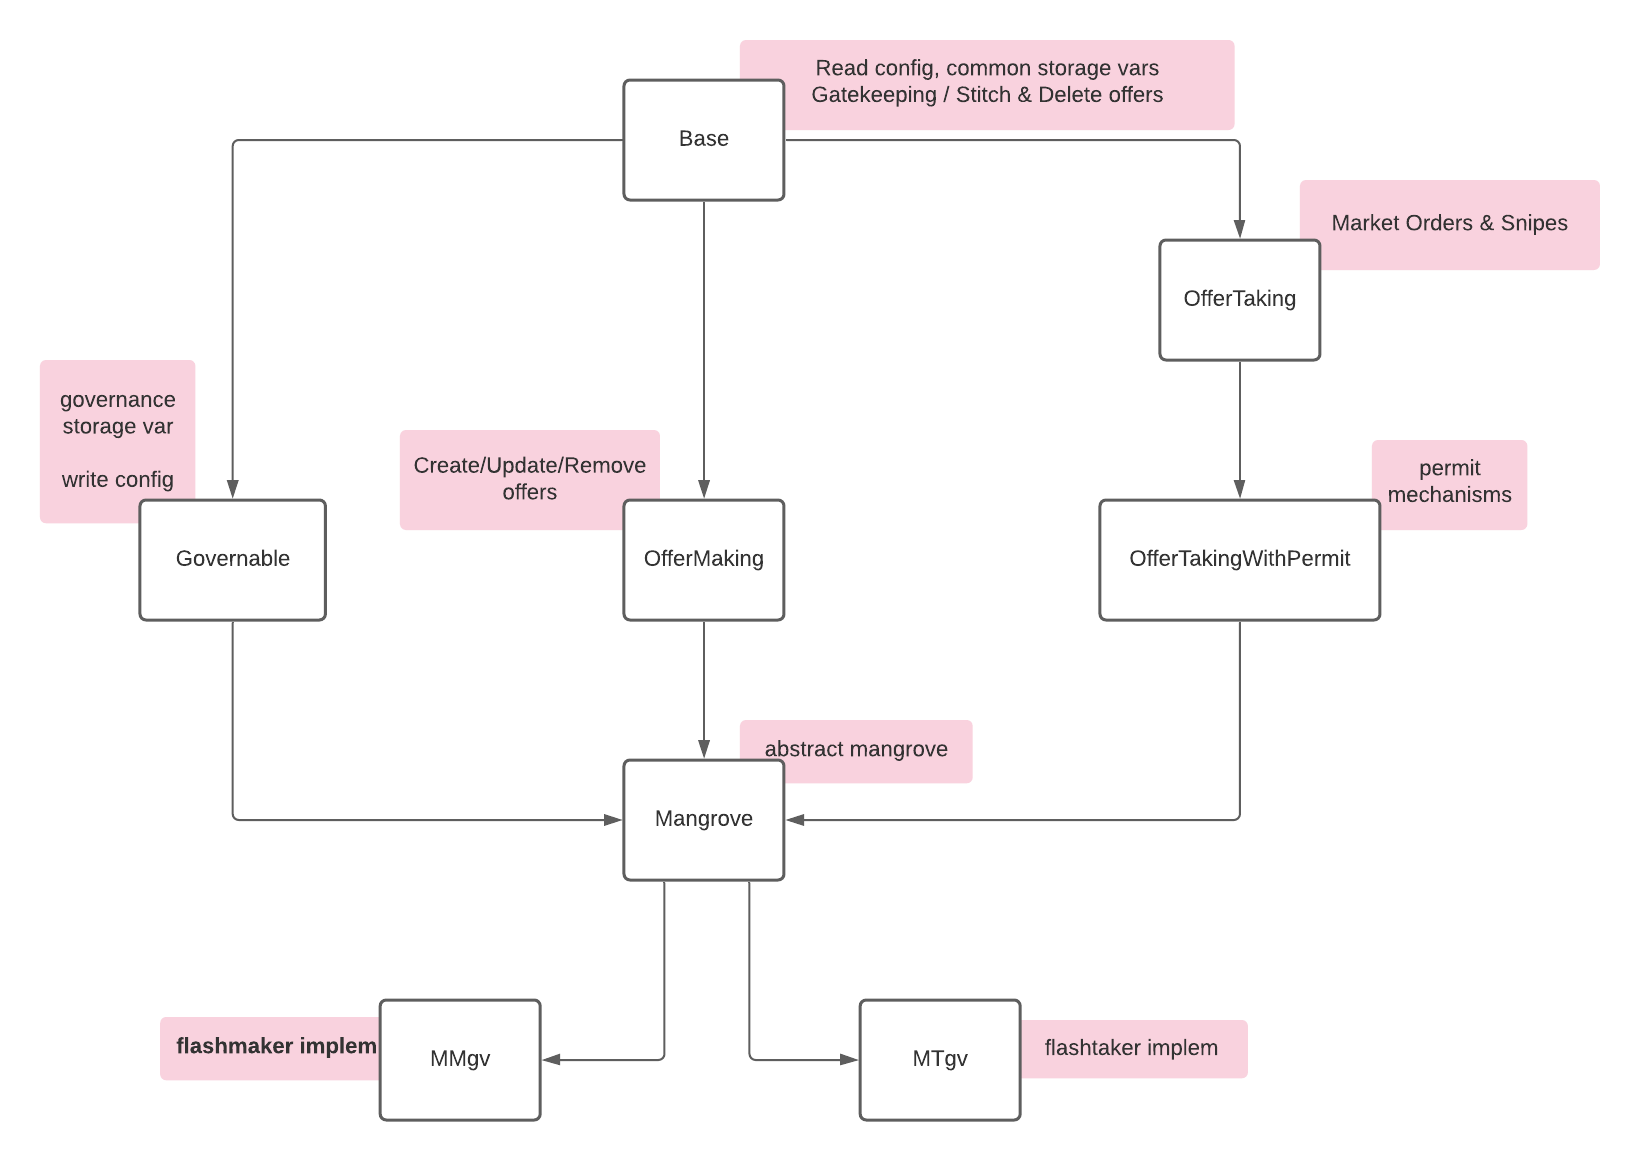 Read config, common storage vars
Gatekeeping / Stitch & Delete offers
Base
Market Orders & Snipes
OfferTaking
governance
storage var
write config
Governable
Create/Update/Remove
offers
OfferMaking
permit
mechanisms
OfferTakingWithPermit
abstract mangrove
Mangrove
flashmaker implem
MMgv
MTgv
flashtaker implem